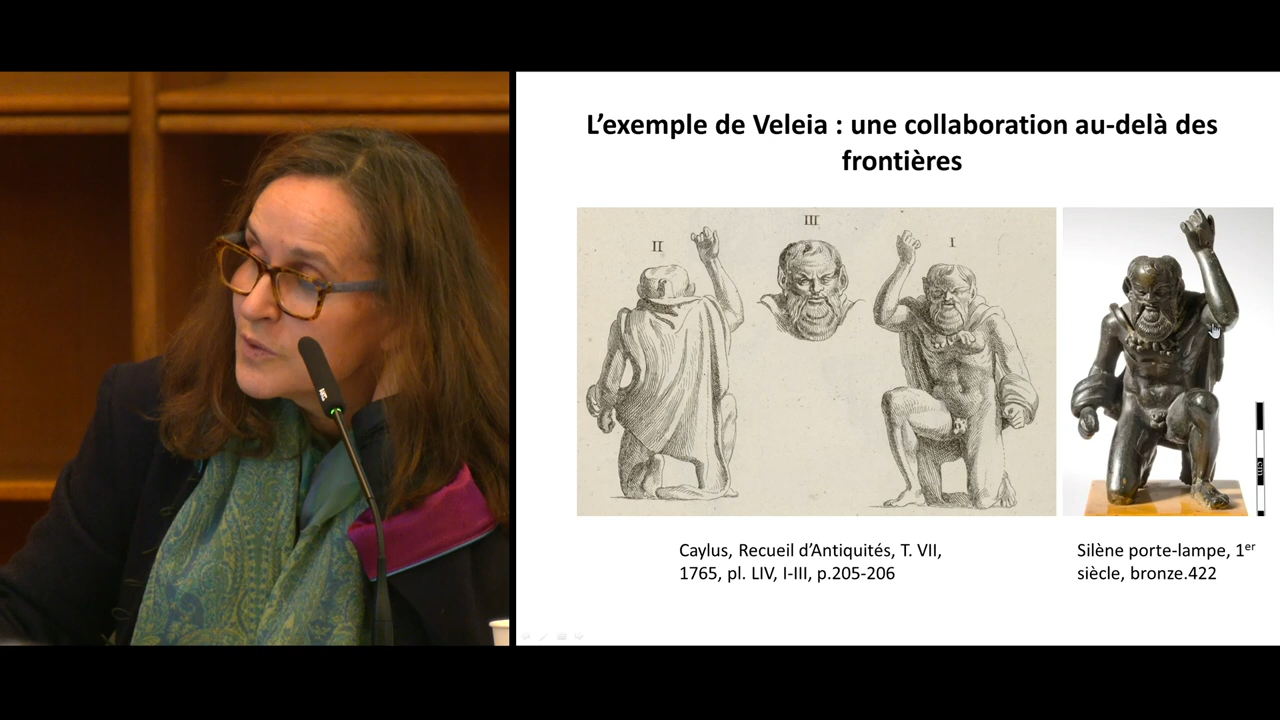 L’exemple de Veleia : une collaboration au-delà des
frontières
II
III
I
cm
Caylus, Recueil d’Antiquités, T. VII,
1765, pl. LIV, I-III, p.205-206
Silène porte-lampe, 1er
siècle, bronze.422